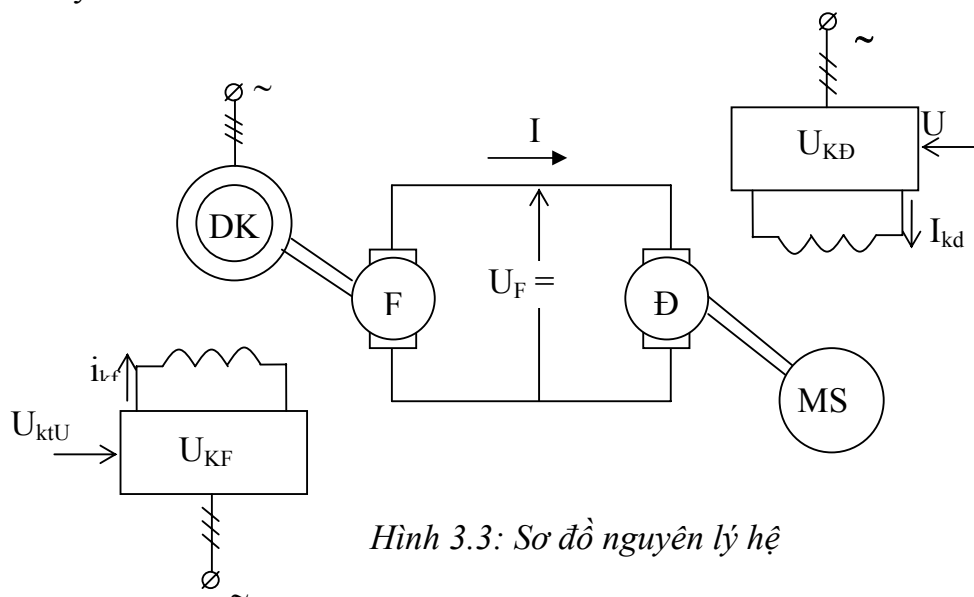 ~
~
I
U
U_KĐ
DK
I_kd
U_F =
F
Đ
MS
U_ktU
U_KF
Hình 3.3: Sơ đồ nguyên lý hệ
~